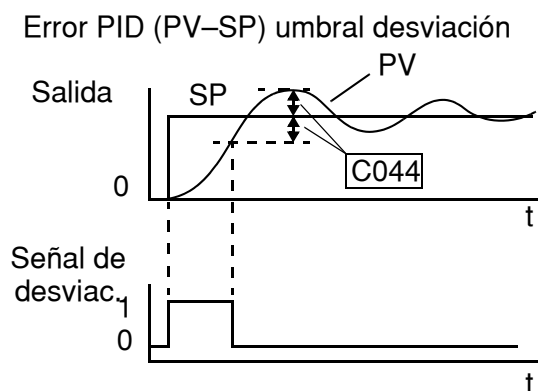 Error PID (PV–SP) umbral desviación
PV
Salida
SP
C044
0
t
Señal de
desviac.
1
0
t